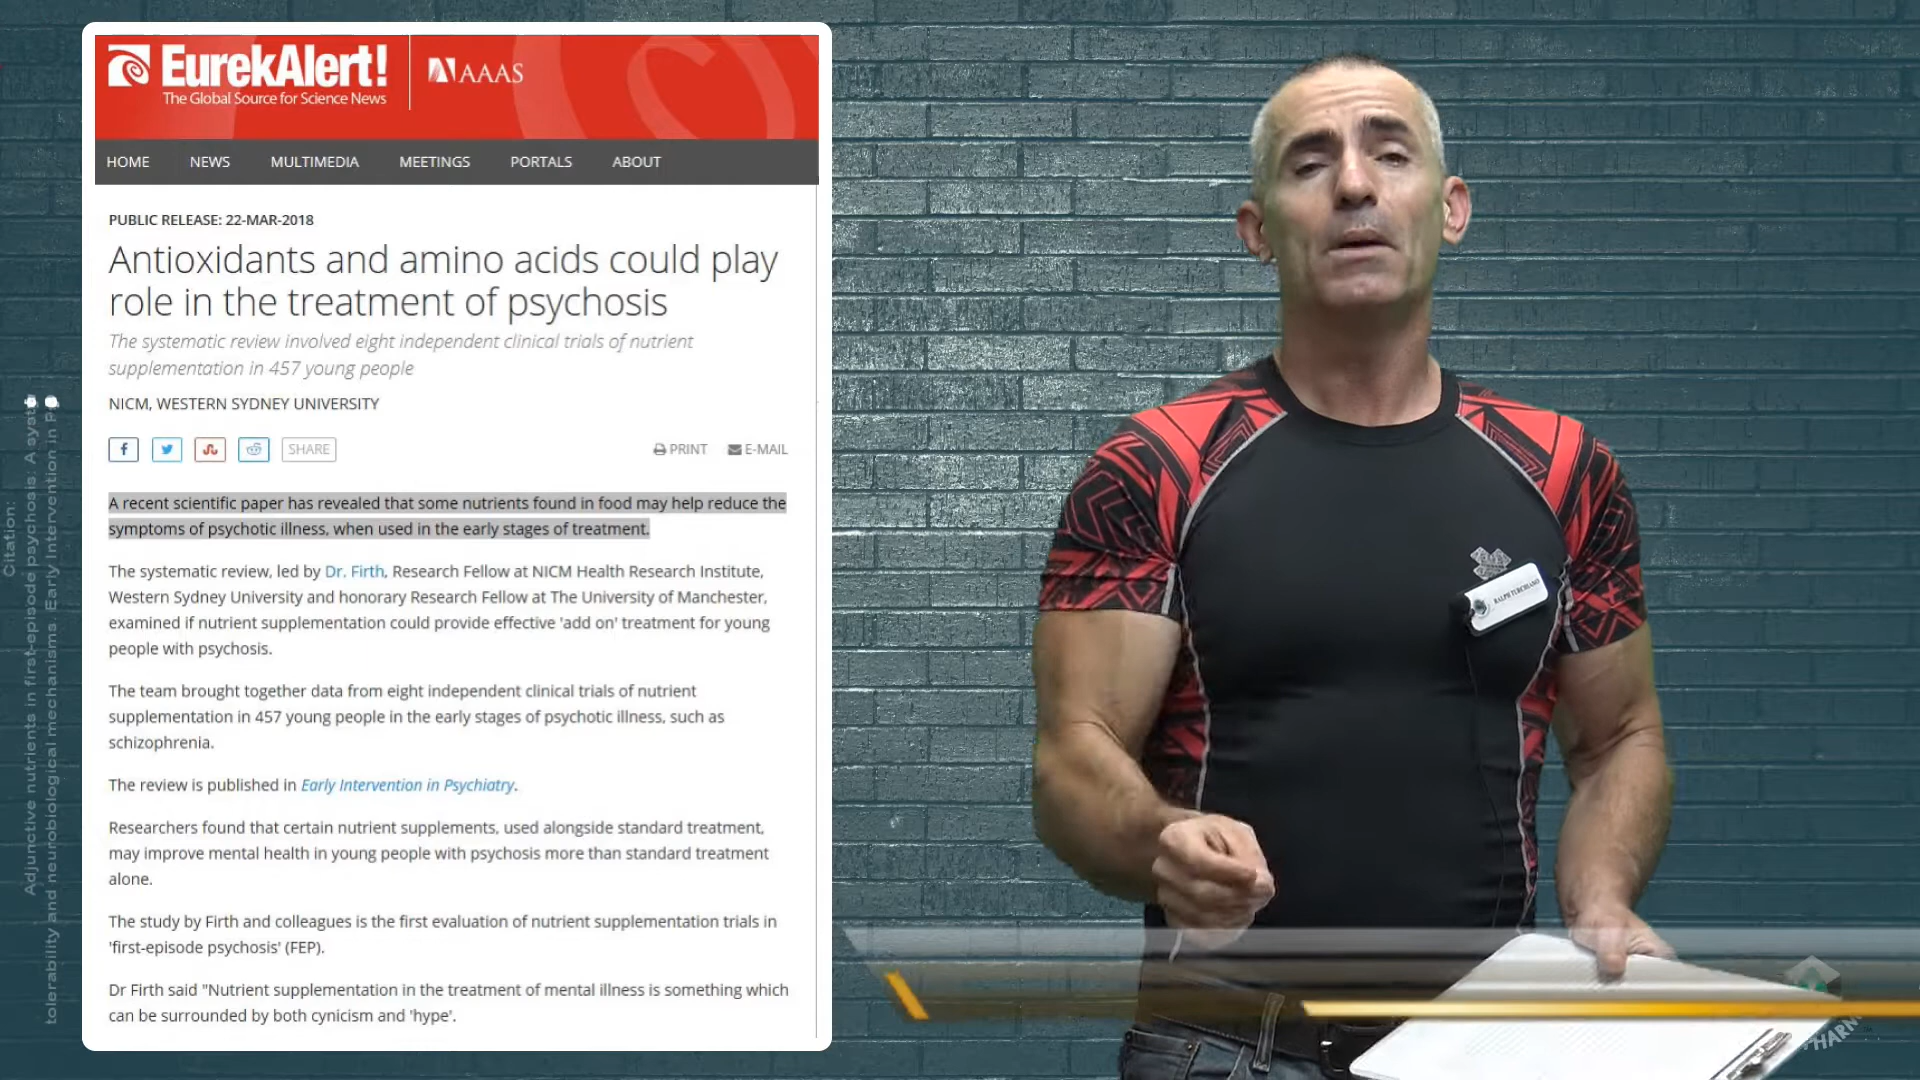 EurekAlert!
The Global Source for Science News
AAAS
HOME NEWS MULTIMEDIA MEETINGS PORTALS ABOUT
PUBLIC RELEASE: 22-MAR-2018
Antioxidants and amino acids could play
role in the treatment of psychosis
The systematic review involved eight independent clinical trials of nutrient
supplementation in 457 young people
NICM, WESTERN SYDNEY UNIVERSITY
SHARE PRINT E-MAIL
A recent scientific paper has revealed that some nutrients found in food may help reduce the
symptoms of psychotic illness, when used in the early stages of treatment.
The systematic review, led by Dr. Firth, Research Fellow at NICM Health Research Institute,
Western Sydney University and honorary Research Fellow at The University of Manchester,
examined if nutrient supplementation could provide effective 'add on' treatment for young
people with psychosis.
The team brought together data from eight independent clinical trials of nutrient
supplementation in 457 young people in the early stages of psychotic illness, such as
schizophrenia.
The review is published in Early Intervention in Psychiatry.
Researchers found that certain nutrient supplements, used alongside standard treatment,
may improve mental health in young people with psychosis more than standard treatment
alone.
The study by Firth and colleagues is the first evaluation of nutrient supplementation trials in
'first-episode psychosis' (FEP).
Dr Firth said "Nutrient supplementation in the treatment of mental illness is something which
can be surrounded by both cynicism and 'hype'.
Citation:
Adjunctive nutrients in first-episode psychosis: A
tolerability and neurobiological mechanisms. Early Intervention in
RALPH TURCHIANO